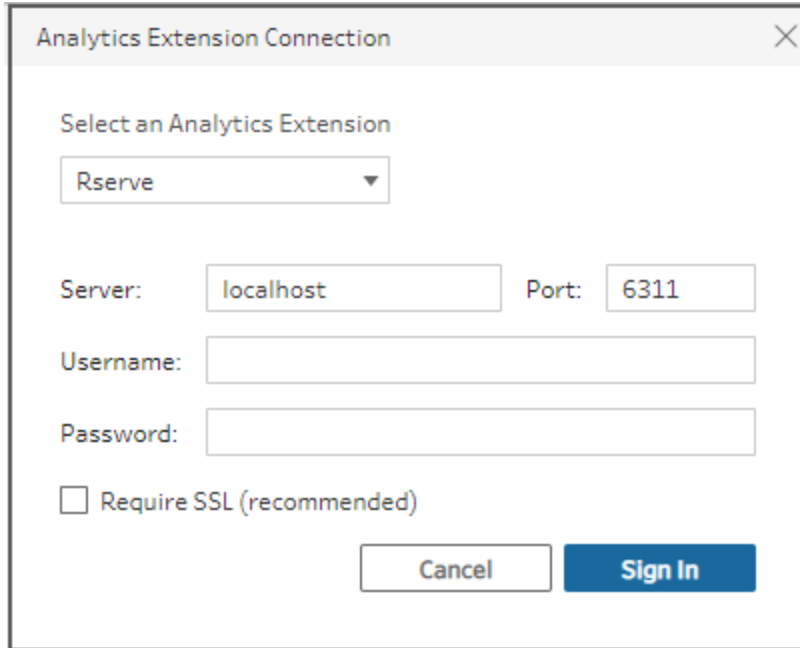 Analytics Extension Connection
Select an Analytics Extension
Rserve
Server: localhost Port: 6311
Username:
Password:
Require SSL (recommended)
Cancel Sign In